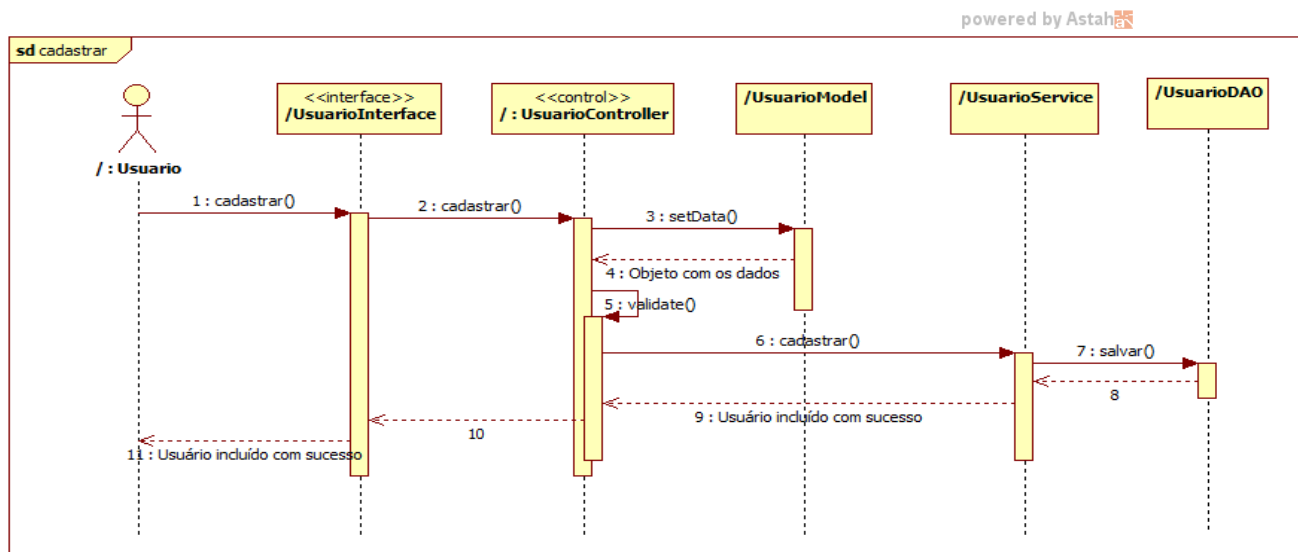 powered by Astah
sd cadastrar
<<interface>>
/UsuarioInterface
<<control>>
/ : UsuarioController
/UsuarioModel
/UsuarioService
/UsuarioDAO
/ : Usuario
1 : cadastrar()
2 : cadastrar()
3 : setData()
4 : Objeto com os dados
5 : validate()
6 : cadastrar()
7 : salvar()
8
9 : Usuário incluído com sucesso
10
11 : Usuário incluído com sucesso